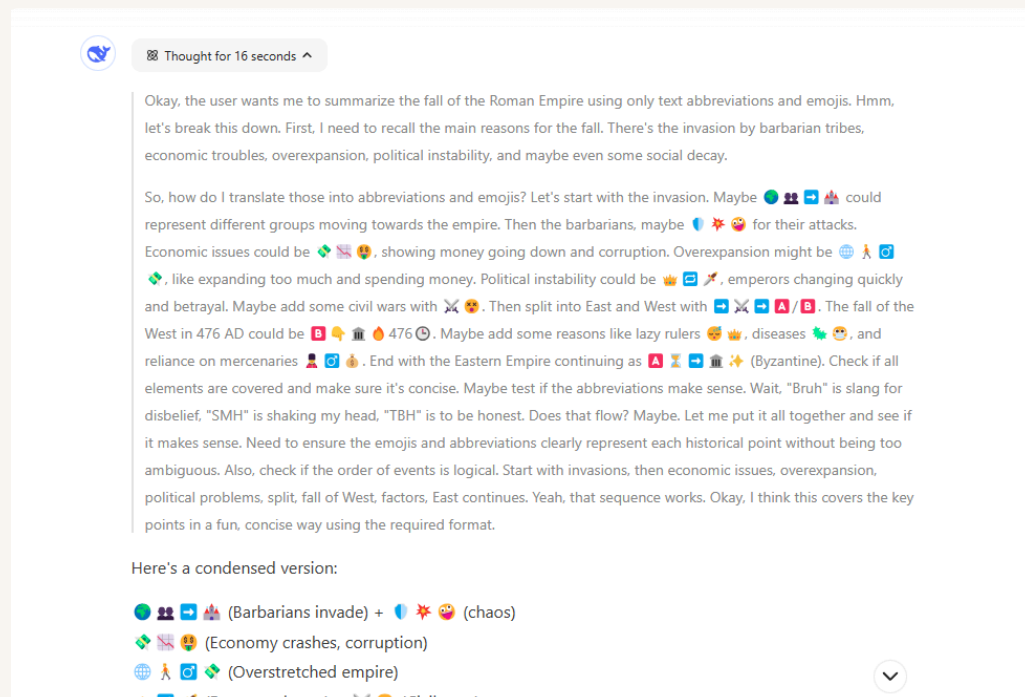 Thought for 16 seconds
Okay, the user wants me to summarize the fall of the Roman Empire using only text abbreviations and emojis. Hmm,
let's break this down. First, I need to recall the main reasons for the fall. There's the invasion by barbarian tribes,
economic troubles, overexpansion, political instability, and maybe even some social decay.
So, how do I translate those into abbreviations and emojis? Let's start with the invasion. Maybe 🌍 👥 ➡️ 🏰 could
represent different groups moving towards the empire. Then the barbarians, maybe 🛡️ 💥 🤪 for their attacks.
Economic issues could be 💸 📉 🤑, showing money going down and corruption. Overexpansion might be 🌐 🚶 ♂️
💸, like expanding too much and spending money. Political instability could be 👑 🔁 🗡️, emperors changing quickly
and betrayal. Maybe add some civil wars with ⚔️ 😵. Then split into East and West with ➡️ ⚔️ ➡️ 🅰️/🅱️. The fall of the
West in 476 AD could be 🅱️ 👇 🏛️ 🔥 476🕒. Maybe add some reasons like lazy rulers 😴 👑, diseases 🦠 😷, and
reliance on mercenaries 💂 ♂️ 💰. End with the Eastern Empire continuing as 🅰️ ⏳ ➡️ 🏛️ ✨ (Byzantine). Check if all
elements are covered and make sure it's concise. Maybe test if the abbreviations make sense. Wait, "Bruh" is slang for
disbelief, "SMH" is shaking my head, "TBH" is to be honest. Does that flow? Maybe. Let me put it all together and see if
it makes sense. Need to ensure the emojis and abbreviations clearly represent each historical point without being too
ambiguous. Also, check if the order of events is logical. Start with invasions, then economic issues, overexpansion,
political problems, split, fall of West, factors, East continues. Yeah, that sequence works. Okay, I think this covers the key
points in a fun, concise way using the required format.
Here's a condensed version:
🌍 👥 ➡️ 🏰 (Barbarians invade) + 🛡️ 💥 🤪 (chaos)
💸 📉 🤑 (Economy crashes, corruption)
🌐 🚶 ♂️ 💸 (Overstretched empire)